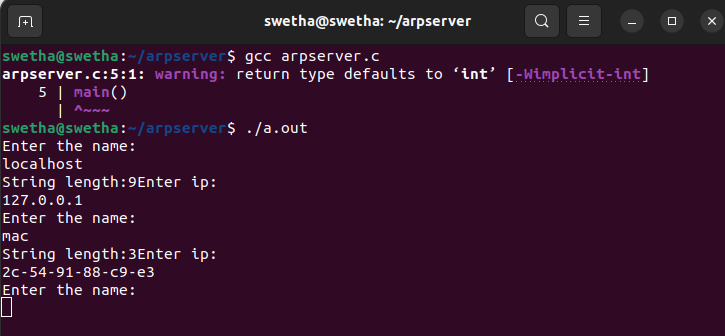 swetha@swetha: ~/arpserver
swetha@swetha:~/arpserver$ gcc arpserver.c
arpserver.c:5:1: warning: return type defaults to ‘int’ [-Wimplicit-int]
    5 | main()
      | ^~~~
swetha@swetha:~/arpserver$ ./a.out
Enter the name:
localhost
String length:9Enter ip:
127.0.0.1
Enter the name:
mac
String length:3Enter ip:
2c-54-91-88-c9-e3
Enter the name: